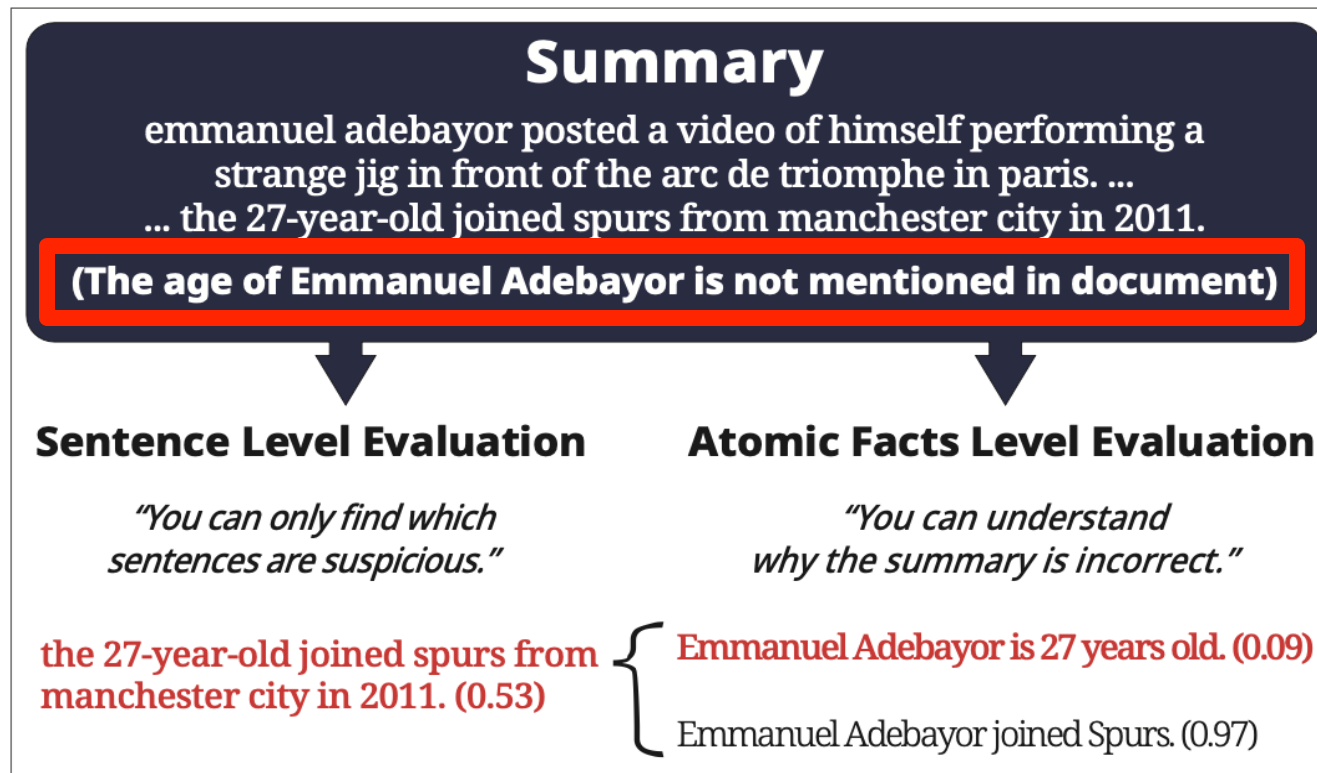 Summary
emmanuel adebayor posted a video of himself performing a
strange jig in front of the arc de triomphe in paris. ...
... the 27-year-old joined spurs from manchester city in 2011.
(The age of Emmanuel Adebayor is not mentioned in document)
Sentence Level Evaluation
“You can only find which
sentences are suspicious.”
the 27-year-old joined spurs from
manchester city in 2011. (0.53)
Atomic Facts Level Evaluation
“You can understand
why the summary is incorrect.”
Emmanuel Adebayor is 27 years old. (0.09)
Emmanuel Adebayor joined Spurs. (0.97)